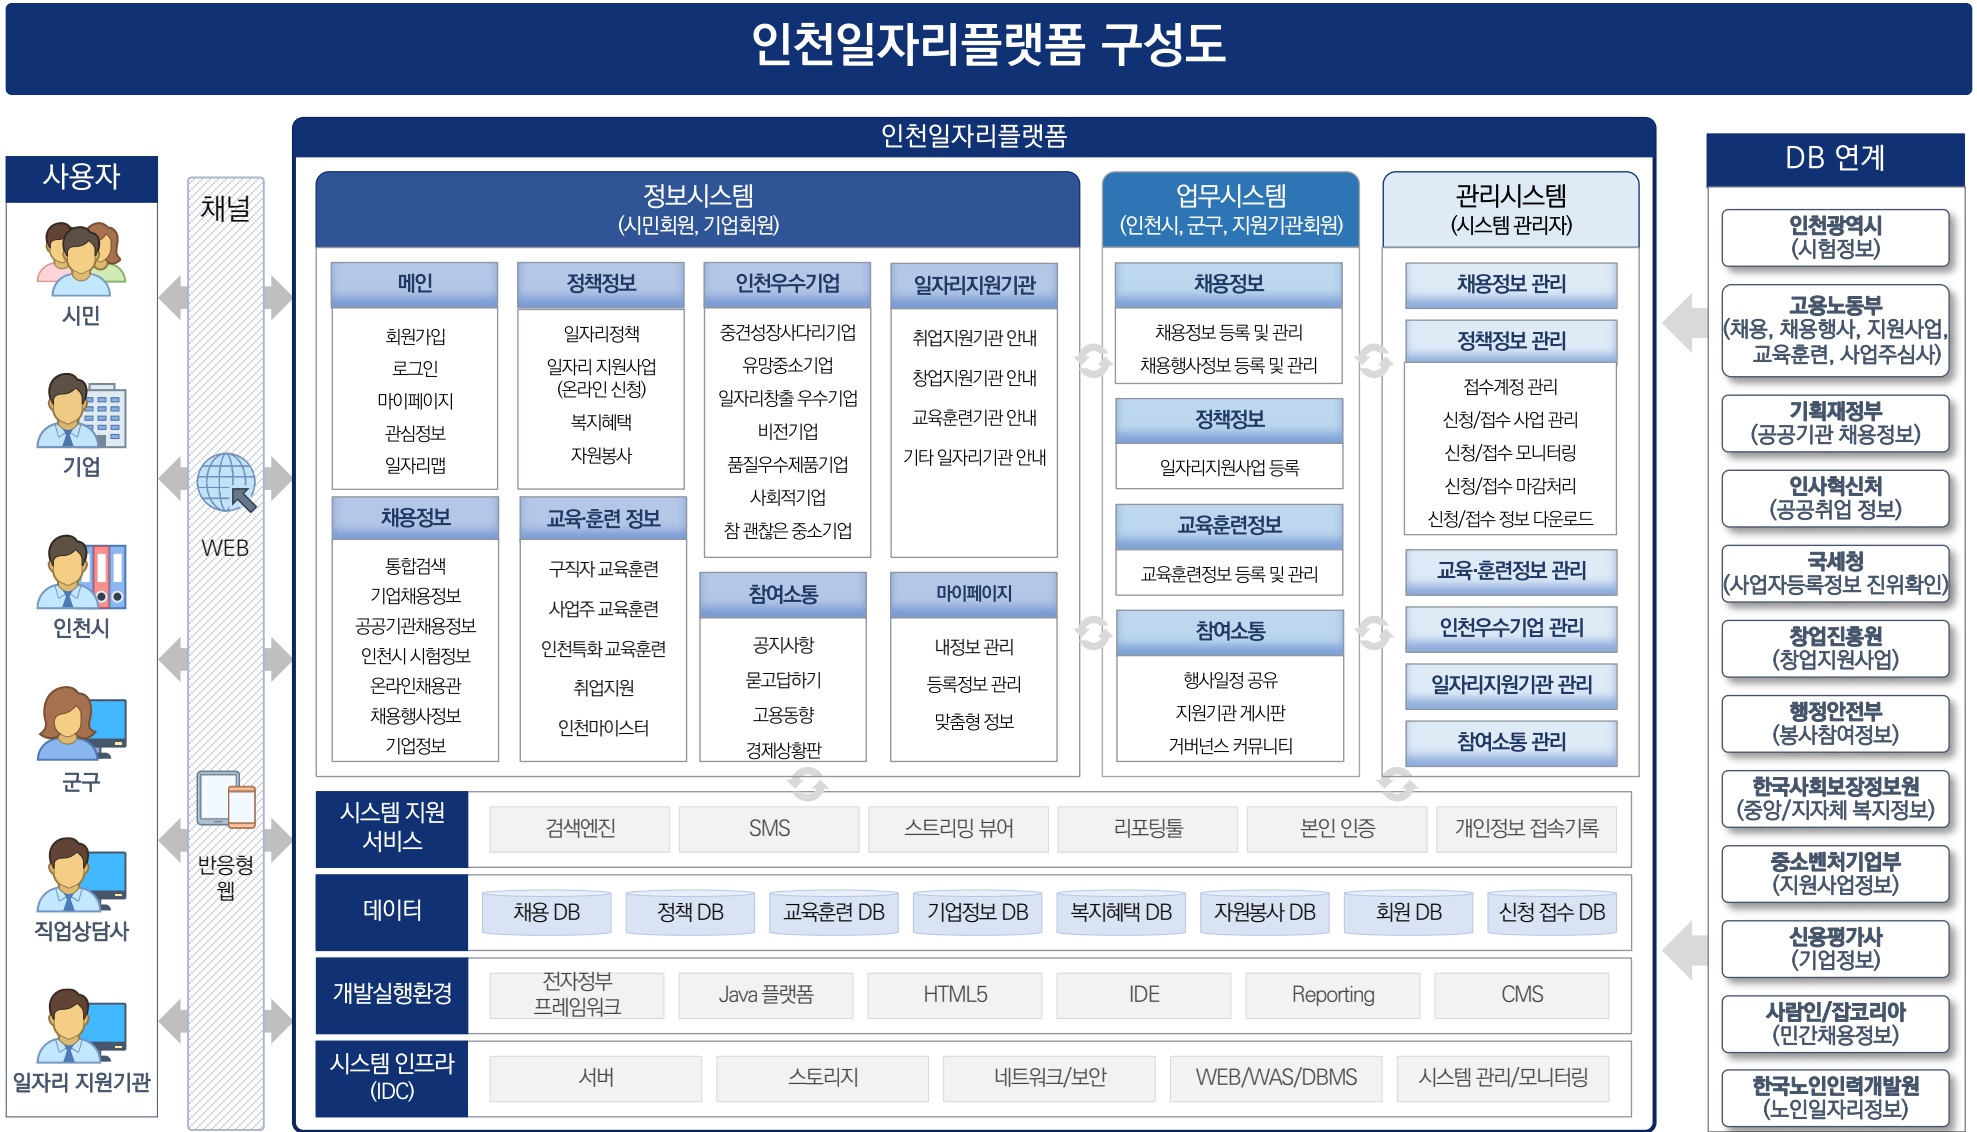 인천일자리플랫폼 구성도
사용자
시민
기업
인천시
군구
직업상담사
일자리 지원기관
채널
WEB
반응형
웹
인천일자리플랫폼
정보시스템
(시민회원, 기업회원)
메인
회원가입
로그인
마이페이지
관심정보
일자리맵
정책정보
일자리정책
일자리 지원사업
(온라인 신청)
복지혜택
자원봉사
인천우수기업
중견성장사다리기업
유망중소기업
일자리창출 우수기업
비전기업
품질우수제품기업
사회적기업
참 괜찮은 중소기업
일자리지원기관
취업지원기관 안내
창업지원기관 안내
교육훈련기관 안내
기타 일자리기관 안내
채용정보
통합검색
기업채용정보
공공기관채용정보
인천시 시험정보
온라인채용관
채용행사정보
기업정보
교육·훈련 정보
구직자 교육훈련
사업주 교육훈련
인천특화 교육훈련
취업지원
인천마이스터
참여소통
공지사항
묻고답하기
고용동향
경제상황판
마이페이지
내정보 관리
등록정보 관리
맞춤형 정보
업무시스템
(인천시, 군구, 지원기관회원)
채용정보
채용정보 등록 및 관리
채용행사정보 등록 및 관리
정책정보
일자리지원사업 등록
교육훈련정보
교육훈련정보 등록 및 관리
참여소통
행사일정 공유
지원기관 게시판
거버넌스 커뮤니티
관리시스템
(시스템 관리자)
채용정보 관리
정책정보 관리
접수계정 관리
신청/접수 사업 관리
신청/접수 모니터링
신청/접수 마감처리
신청/접수 정보 다운로드
교육·훈련정보 관리
인천우수기업 관리
일자리지원기관 관리
참여소통 관리
시스템 지원
서비스
검색엔진
SMS
스트리밍 뷰어
리포팅툴
본인 인증
개인정보 접속기록
데이터
채용 DB
정책 DB
교육훈련 DB
기업정보 DB
복지혜택 DB
자원봉사 DB
회원 DB
신청 접수 DB
개발실행환경
전자정부
프레임워크
Java 플랫폼
HTML5
IDE
Reporting
CMS
시스템 인프라
(IDC)
서버
스토리지
네트워크/보안
WEB/WAS/DBMS
시스템 관리/모니터링
DB 연계
인천광역시
(시험정보)
고용노동부
(채용, 채용행사, 지원사업,
교육훈련, 사업주심사)
기획재정부
(공공기관 채용정보)
인사혁신처
(공공취업 정보)
국세청
(사업자등록정보 진위확인)
창업진흥원
(창업지원사업)
행정안전부
(봉사참여정보)
한국사회보장정보원
(중앙/지자체 복지정보)
중소벤처기업부
(지원사업정보)
신용평가사
(기업정보)
사람인/잡코리아
(민간채용정보)
한국노인인력개발원
(노인일자리정보)